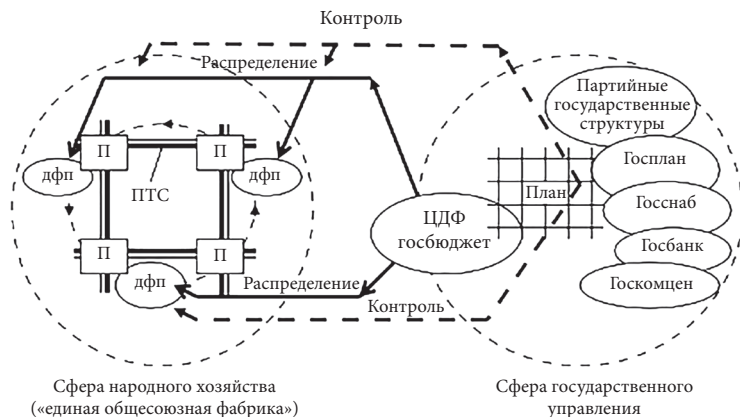 Контроль
Распределение
Партийные
государственные
структуры
П
П
Госплан
дфп
дфп
ПТС
План
Госснаб
ЦДФ
госбюджет
П
П
Госбанк
дфп
Распределение
Госкомцен
Контроль
Сфера народного хозяйства
(«единая общесоюзная фабрика»)
Сфера государственного
управления